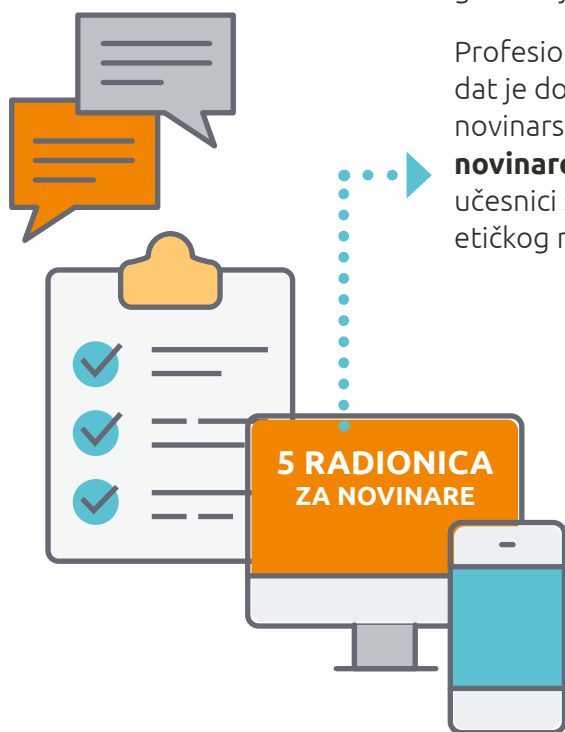 Profesio
dat je do
novinars
novinare
učesnici
etičkog
5 RADIONICA
ZA NOVINARE